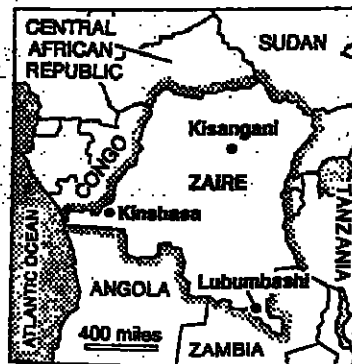 CENTRAL
AFRICAN
REPUBLIC
SUDAN
Kisangani
CONGO
ZAIRE
Kinshasa
TANZANIA
ATLANTIC OCEAN
ANGOLA
Lubumbashi
400 miles
ZAMBIA